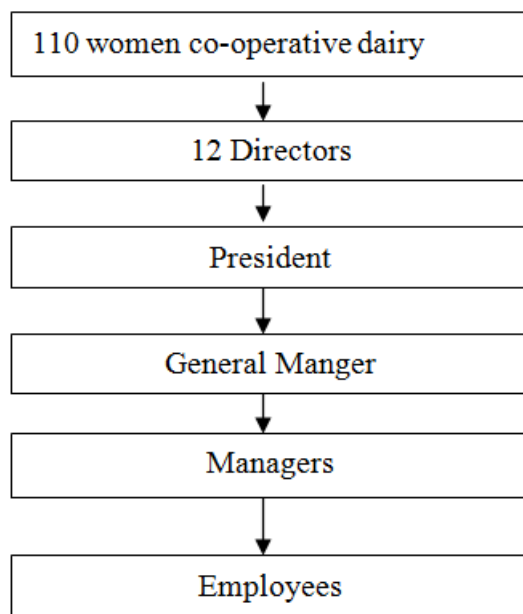 110 women co-operative dairy
12 Directors
President
General Manger
Managers
Employees